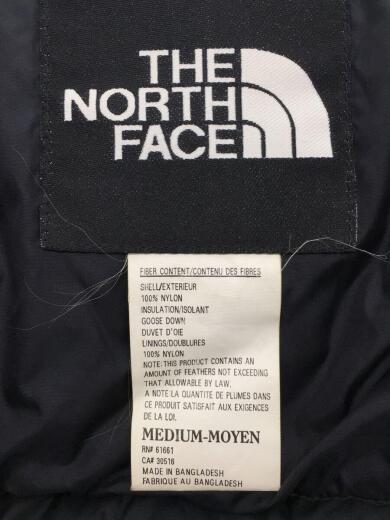 THE
NORTH
FACE
FIBER CONTENT/CONTENU DES FIBRES
SHELL/EXTERIEUR
100% NYLON
INSULATION/ISOLANT
GOOSE DOWN
DUVET D'OIE
LININGS/DOUBLURES
100% NYLON
NOTE: THIS PRODUCT CONTAINS AN
AMOUNT OF FEATHERS NOT EXCEEDING
THAT ALLOWABLE BY LAW.
A NOTE LA QUANTITE DE PLUMES DANS
CE PRODUIT SATISFAIT AUX EXIGENCES
DE LA LOI.
MEDIUM-MOYEN
RN# 61661
CA# 30516
MADE IN BANGLADESH
FABRIQUE AU BANGLADESH